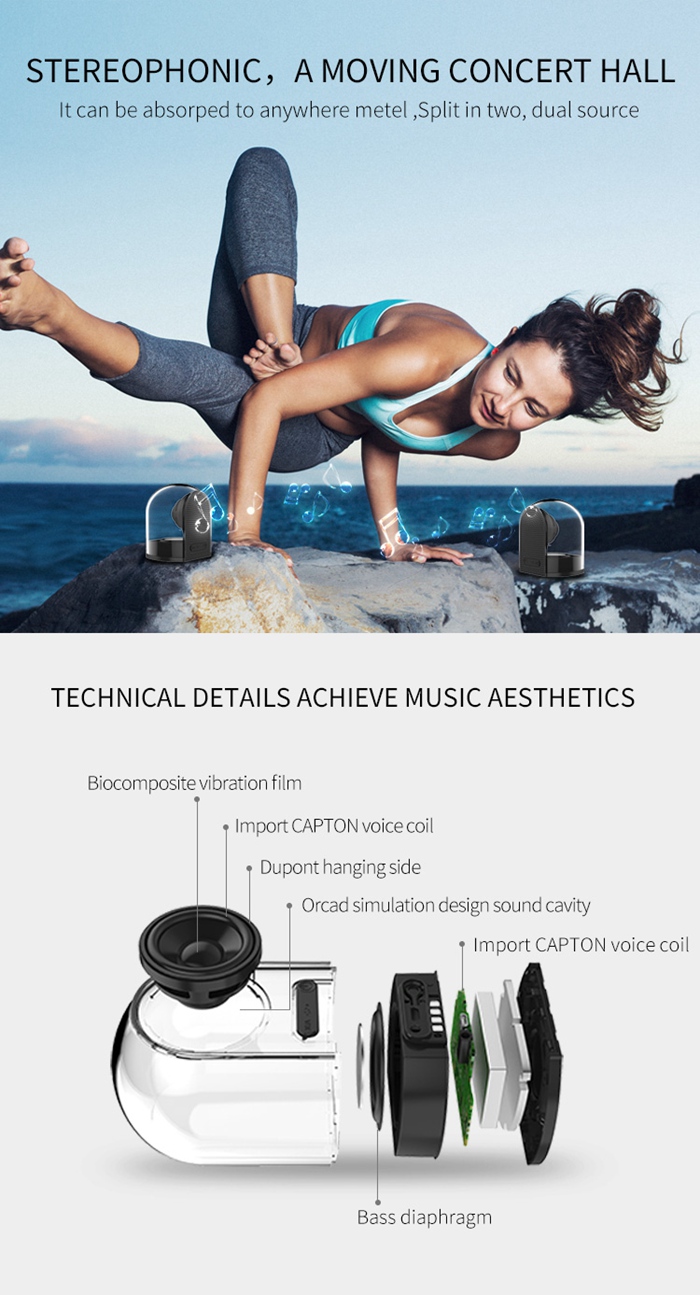 STEREOPHONIC，A MOVING CONCERT HALL
It can be absorped to anywhere metel ,Split in two, dual source
TECHNICAL DETAILS ACHIEVE MUSIC AESTHETICS
Biocomposite vibration film
Import CAPTON voice coil
Dupont hanging side
Orcad simulation design sound cavity
Import CAPTON voice coil
Bass diaphragm